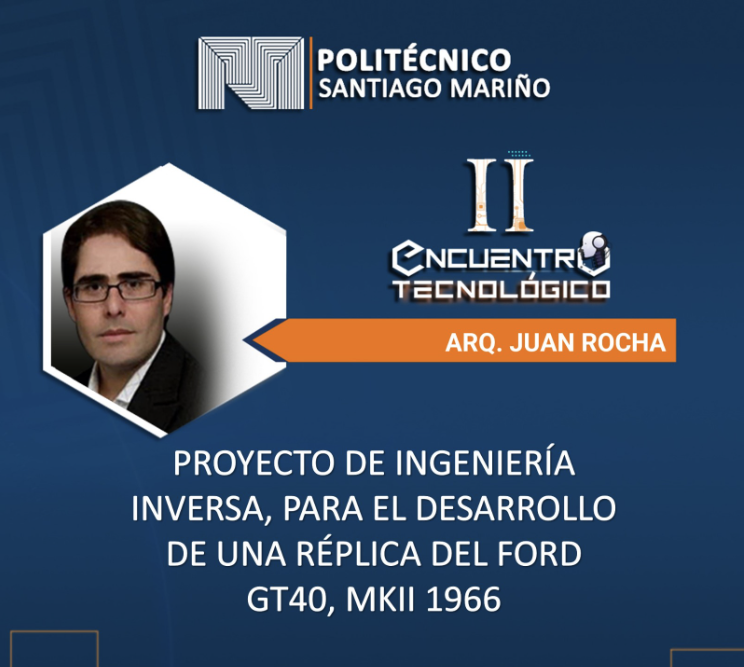 POLITÉCNICO
SANTIAGO MARIÑO
II
ENCUENTRO
TECNOLÓGICO
ARQ. JUAN ROCHA
PROYECTO DE INGENIERÍA
INVERSA, PARA EL DESARROLLO
DE UNA RÉPLICA DEL FORD
GT40, MKII 1966